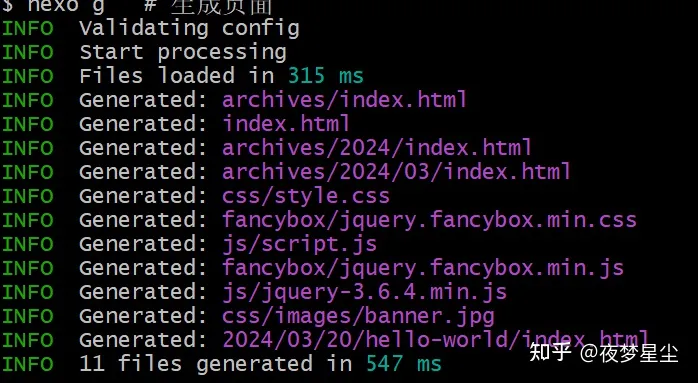 $ hexo g   # 生成页面
INFO  Validating config
INFO  Start processing
INFO  Files loaded in 315 ms
INFO  Generated: archives/index.html
INFO  Generated: index.html
INFO  Generated: archives/2024/index.html
INFO  Generated: archives/2024/03/index.html
INFO  Generated: css/style.css
INFO  Generated: fancybox/jquery.fancybox.min.css
INFO  Generated: js/script.js
INFO  Generated: fancybox/jquery.fancybox.min.js
INFO  Generated: js/jquery-3.6.4.min.js
INFO  Generated: css/images/banner.jpg
INFO  Generated: 2024/03/20/hello-world/index.html
INFO  11 files generated in 547 ms
知乎 @夜梦星尘